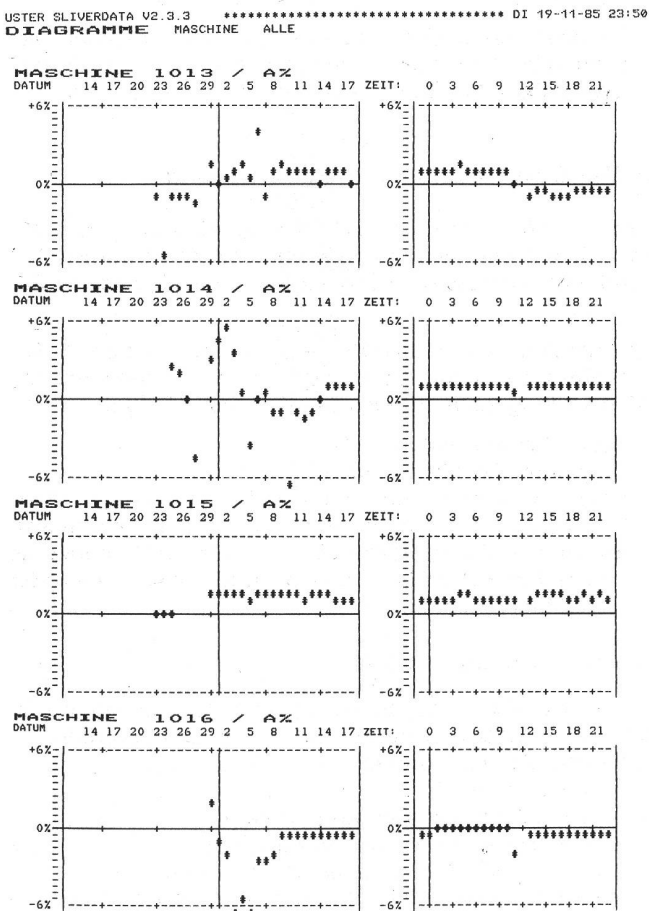 USTER SLIVERDATA V2.3.3 ************************************ DI 19-11-85 23:50
DIAGRAMME MASCHINE ALLE
MASCHINE 1013 / A%
DATUM 14 17 20 23 26 29 2 5 8 11 14 17 ZEIT: 0 3 6 9 12 15 18 21
+6% +6%
0% 0%
-6% -6%
MASCHINE 1014 / A%
DATUM 14 17 20 23 26 29 2 5 8 11 14 17 ZEIT: 0 3 6 9 12 15 18 21
+6% +6%
0% 0%
-6% -6%
MASCHINE 1015 / A%
DATUM 14 17 20 23 26 29 2 5 8 11 14 17 ZEIT: 0 3 6 9 12 15 18 21
+6% +6%
0% 0%
-6% -6%
MASCHINE 1016 / A%
DATUM 14 17 20 23 26 29 2 5 8 11 14 17 ZEIT: 0 3 6 9 12 15 18 21
+6% +6%
0% 0%
-6% -6%